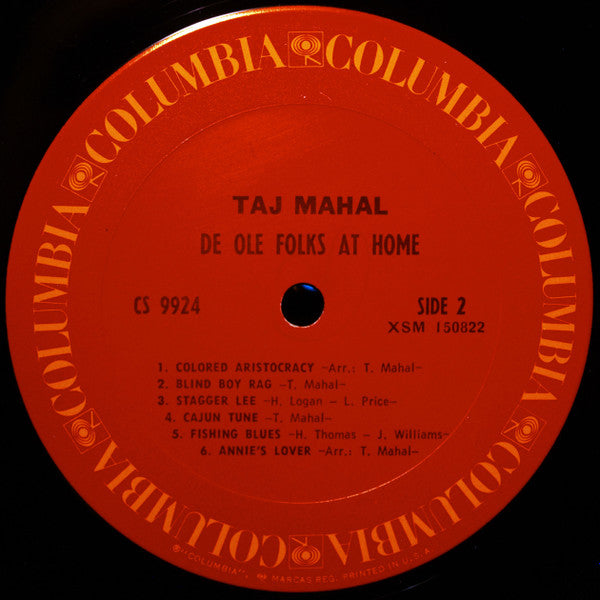 COLUMBIA COLUMBIA COLUMBIA COLUMBIA COLUMBIA COLUMBIA
TAJ MAHAL
DE OLE FOLKS AT HOME
CS 9924
SIDE 2
XSM 150822
1. COLORED ARISTOCRACY -Arr.: T. Mahal-
2. BLIND BOY RAG -T. Mahal-
3. STAGGER LEE -H. Logan - L. Price-
4. CAJUN TUNE -T. Mahal-
5. FISHING BLUES -H. Thomas - J. Williams-
6. ANNIE'S LOVER -Arr.: T. Mahal-
℗ "COLUMBIA", Ⓜ MARCAS REG. PRINTED IN U.S.A.